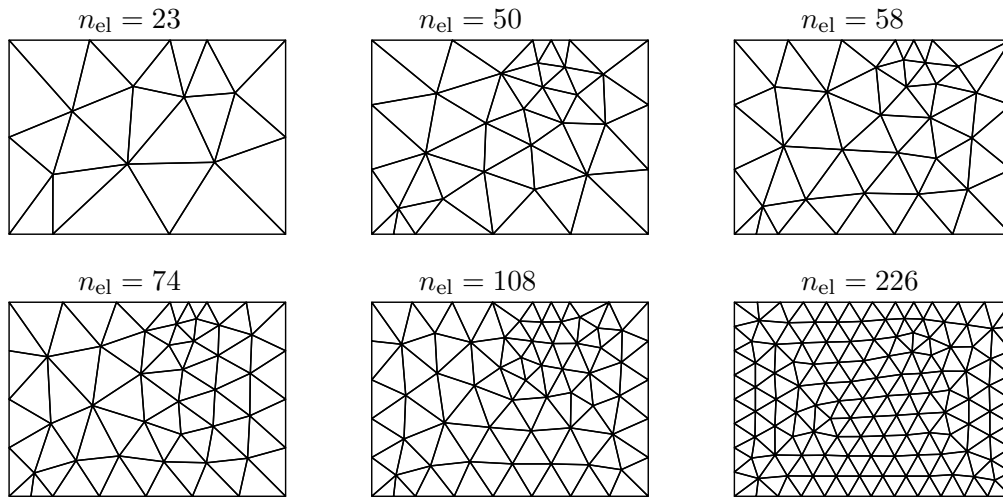 n_el = 23
n_el = 50
n_el = 58
n_el = 74
n_el = 108
n_el = 226